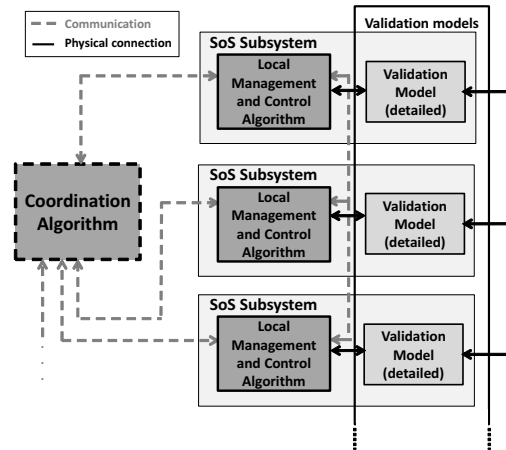 Communication
Physical connection
Validation models
SoS Subsystem
Local
Management
and Control
Algorithm
Validation
Model
(detailed)
Coordination
Algorithm
SoS Subsystem
Local
Management
and Control
Algorithm
Validation
Model
(detailed)
SoS Subsystem
Local
Management
and Control
Algorithm
Validation
Model
(detailed)